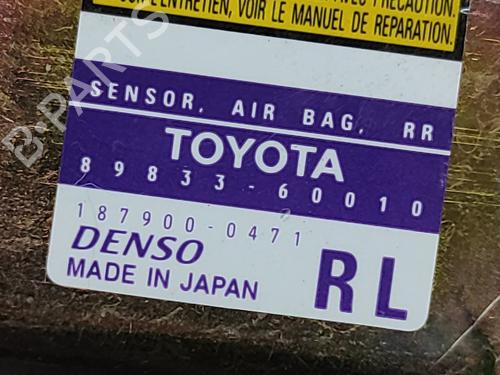 D'ENTRETIEN, VOIR LE MANUEL DE REPARATION.
SENSOR, AIR BAG, RR
TOYOTA
89833-60010
187900-0471
DENSO
MADE IN JAPAN
RL
B-PARTS